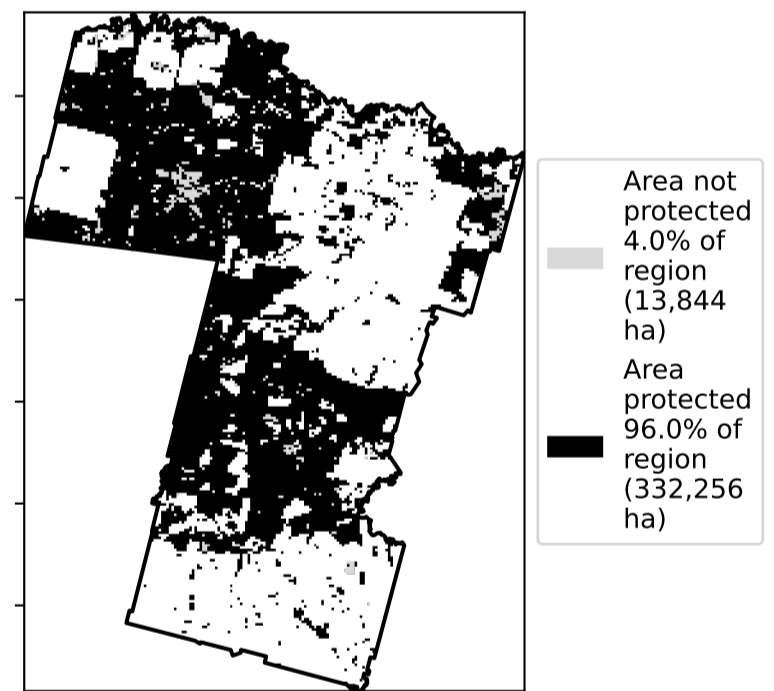 Area not
protected
4.0% of
region
(13,844
ha)
Area
protected
96.0% of
region
(332,256
ha)